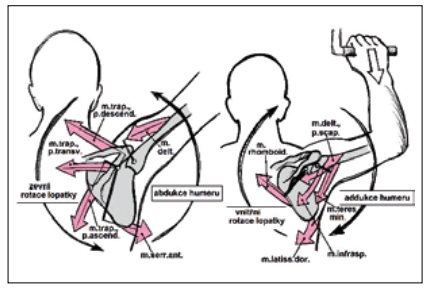 m.trap.,
p.descend.
m.trap.,
p.transv.
m.
delt.
zevní
rotace lopatky
abdukce humeru
m.trap.,
p.ascend.
m.serr.ant.
m.
rhomboid.
m.delt.,
p.scap.
vnitřní
rotace lopatky
addukce humeru
m.teres
min.
m.infrasp.
m.latiss.dor.